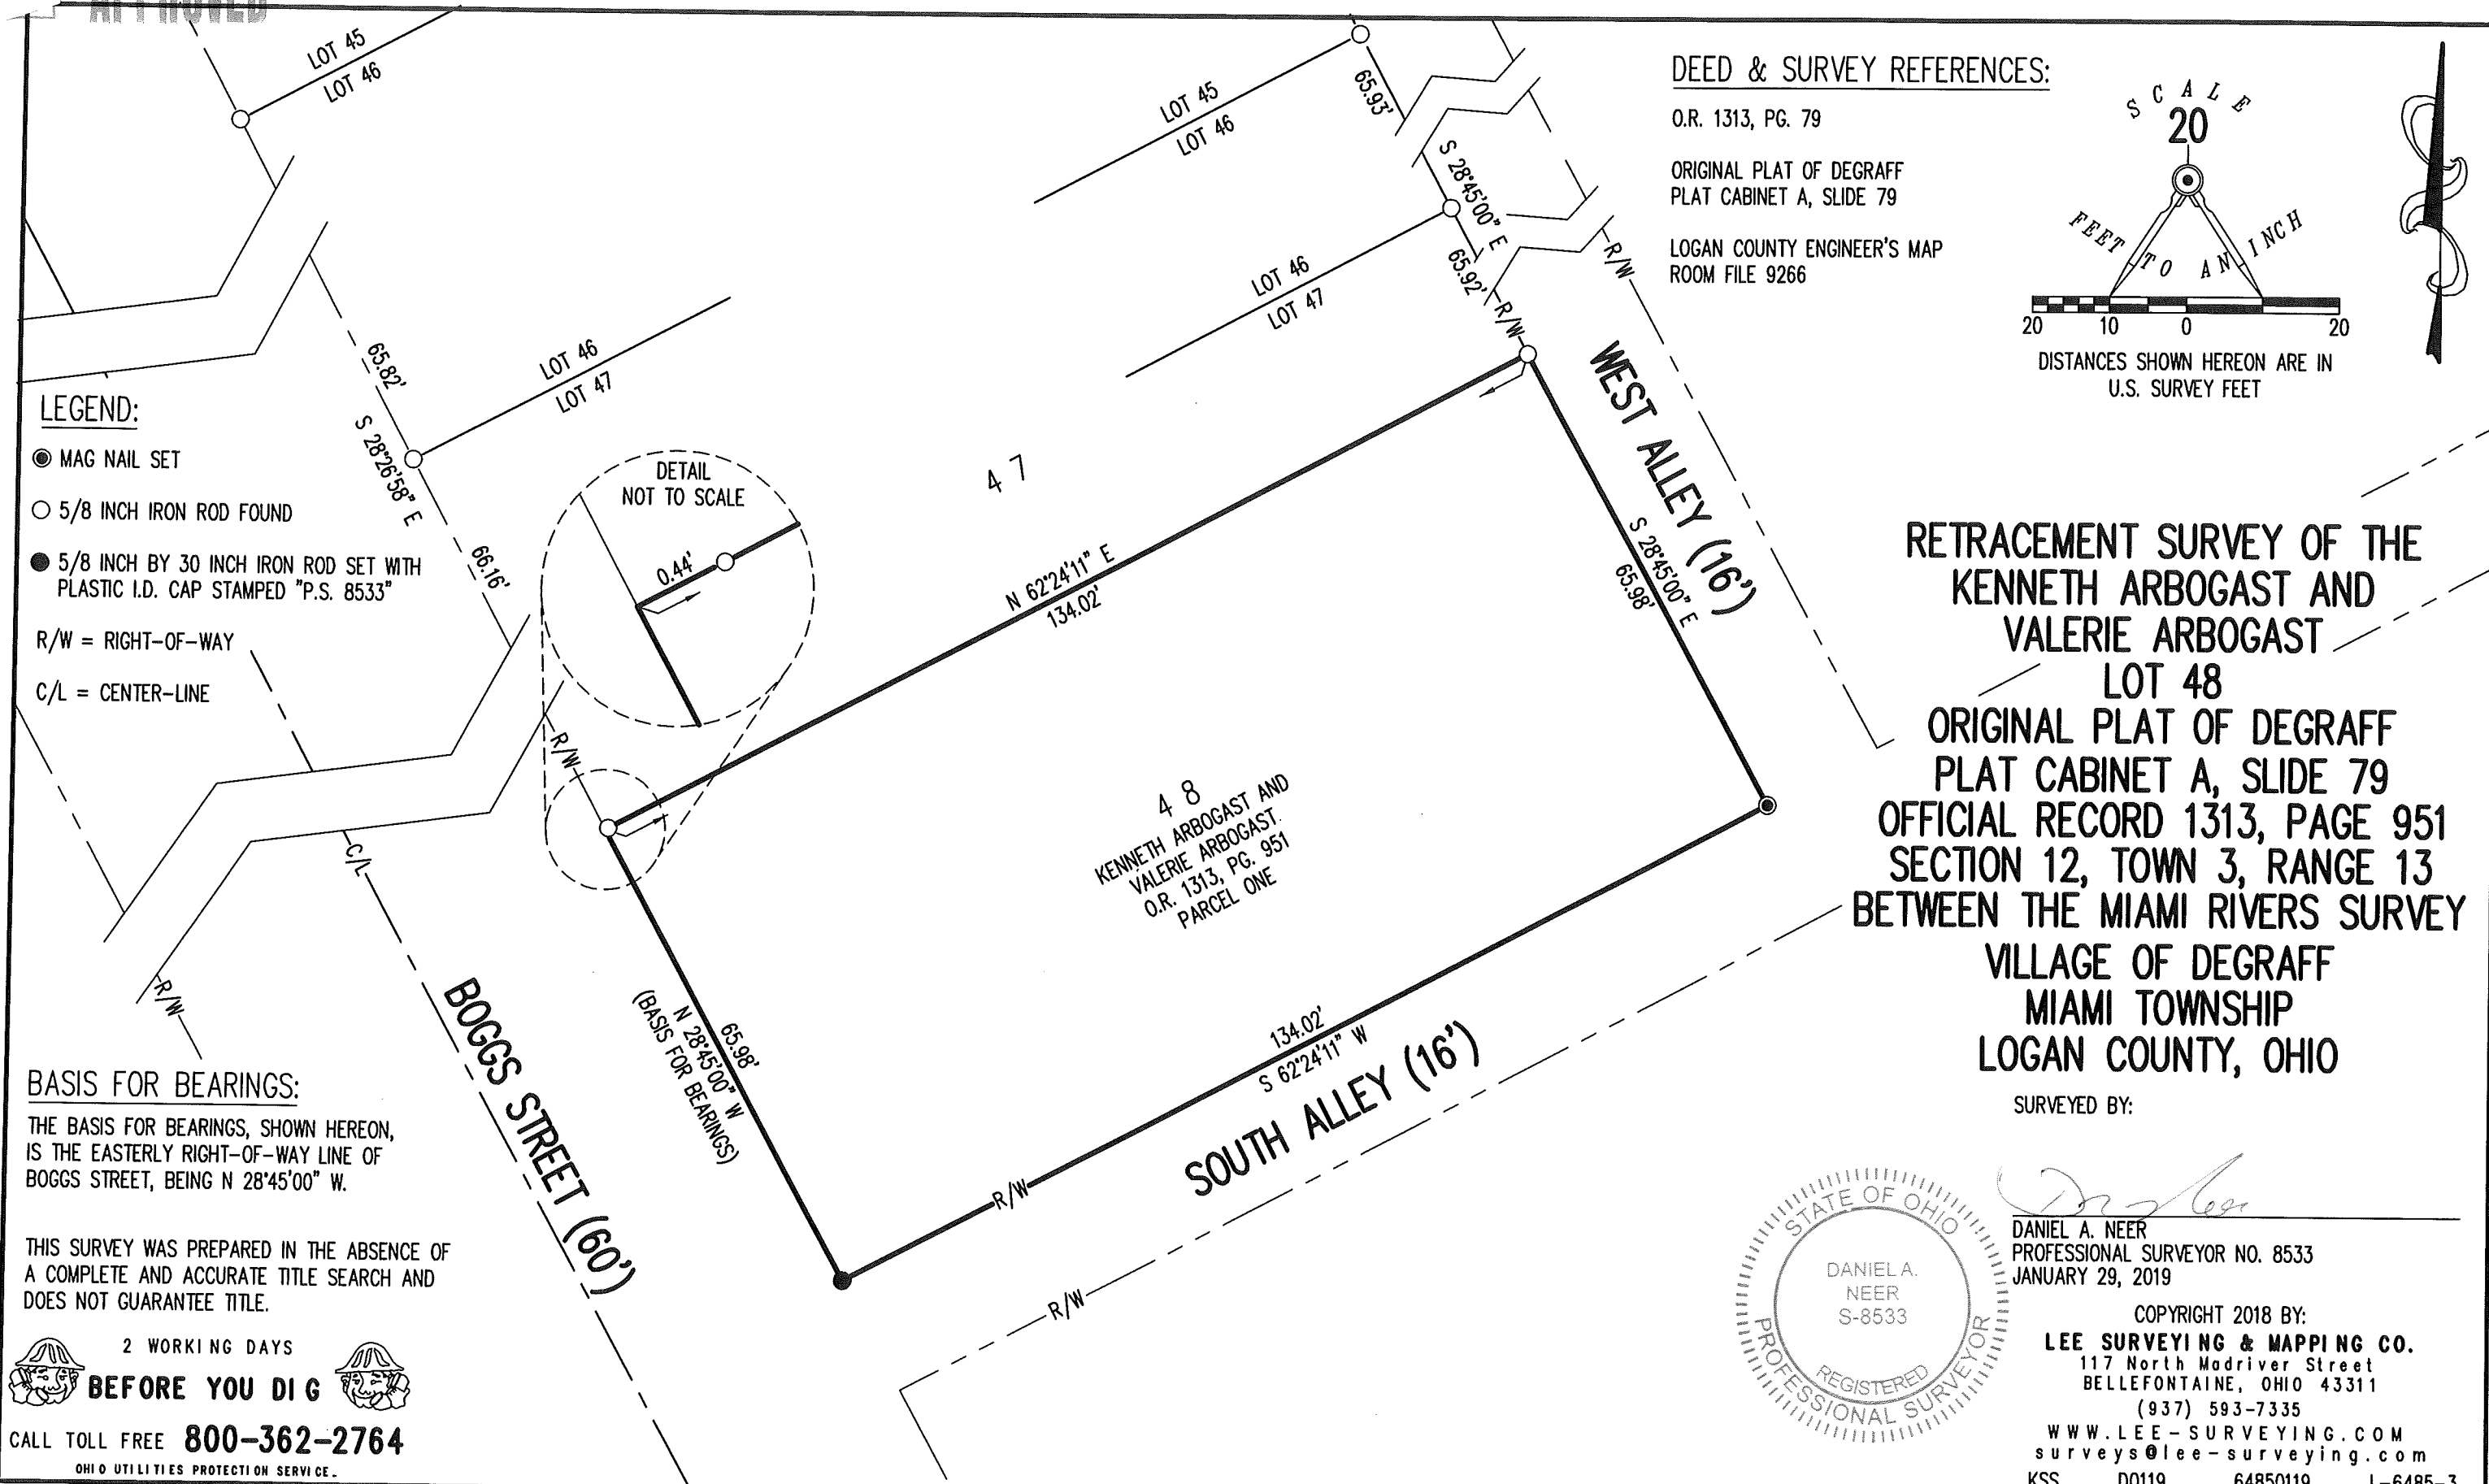 APPROVED
LOT 45
LOT 46
LOT 45
LOT 46
65.93'
S 28°45'00" E
65.92'
R/W
R/W
LOT 46
LOT 47
LOT 46
LOT 47
65.82'
S 28°26'58" E
66.16'
DEED & SURVEY REFERENCES:
O.R. 1313, PG. 79
ORIGINAL PLAT OF DEGRAFF
PLAT CABINET A, SLIDE 79
LOGAN COUNTY ENGINEER'S MAP
ROOM FILE 9266
SCALE
20
FEET TO AN INCH
20 10 0 20
DISTANCES SHOWN HEREON ARE IN
U.S. SURVEY FEET
LEGEND:
MAG NAIL SET
5/8 INCH IRON ROD FOUND
5/8 INCH BY 30 INCH IRON ROD SET WITH
PLASTIC I.D. CAP STAMPED "P.S. 8533"
R/W = RIGHT-OF-WAY
C/L = CENTER-LINE
DETAIL
NOT TO SCALE
0.44'
4 7
N 62°24'11" E
134.02'
WEST ALLEY (16')
S 28°45'00" E
65.98'
R/W
4 8
KENNETH ARBOGAST AND
VALERIE ARBOGAST
O.R. 1313, PG. 951
PARCEL ONE
C/L
R/W
BOGGS STREET (60')
65.98'
N 28°45'00" W
(BASIS FOR BEARINGS)
134.02'
S 62°24'11" W
R/W
SOUTH ALLEY (16')
R/W
RETRACEMENT SURVEY OF THE
KENNETH ARBOGAST AND
VALERIE ARBOGAST
LOT 48
ORIGINAL PLAT OF DEGRAFF
PLAT CABINET A, SLIDE 79
OFFICIAL RECORD 1313, PAGE 951
SECTION 12, TOWN 3, RANGE 13
BETWEEN THE MIAMI RIVERS SURVEY
VILLAGE OF DEGRAFF
MIAMI TOWNSHIP
LOGAN COUNTY, OHIO
BASIS FOR BEARINGS:
THE BASIS FOR BEARINGS, SHOWN HEREON,
IS THE EASTERLY RIGHT-OF-WAY LINE OF
BOGGS STREET, BEING N 28°45'00" W.
THIS SURVEY WAS PREPARED IN THE ABSENCE OF
A COMPLETE AND ACCURATE TITLE SEARCH AND
DOES NOT GUARANTEE TITLE.
2 WORKING DAYS
BEFORE YOU DIG
CALL TOLL FREE 800-362-2764
OHIO UTILITIES PROTECTION SERVICE.
SURVEYED BY:
STATE OF OHIO
DANIEL A.
NEER
S-8533
REGISTERED
PROFESSIONAL SURVEYOR
DANIEL A. NEER
PROFESSIONAL SURVEYOR NO. 8533
JANUARY 29, 2019
COPYRIGHT 2018 BY:
LEE SURVEYING & MAPPING CO.
117 North Madriver Street
BELLEFONTAINE, OHIO 43311
(937) 593-7335
WWW.LEE-SURVEYING.COM
surveys@lee-surveying.com
KSS D0119 64850119 L-6485-3